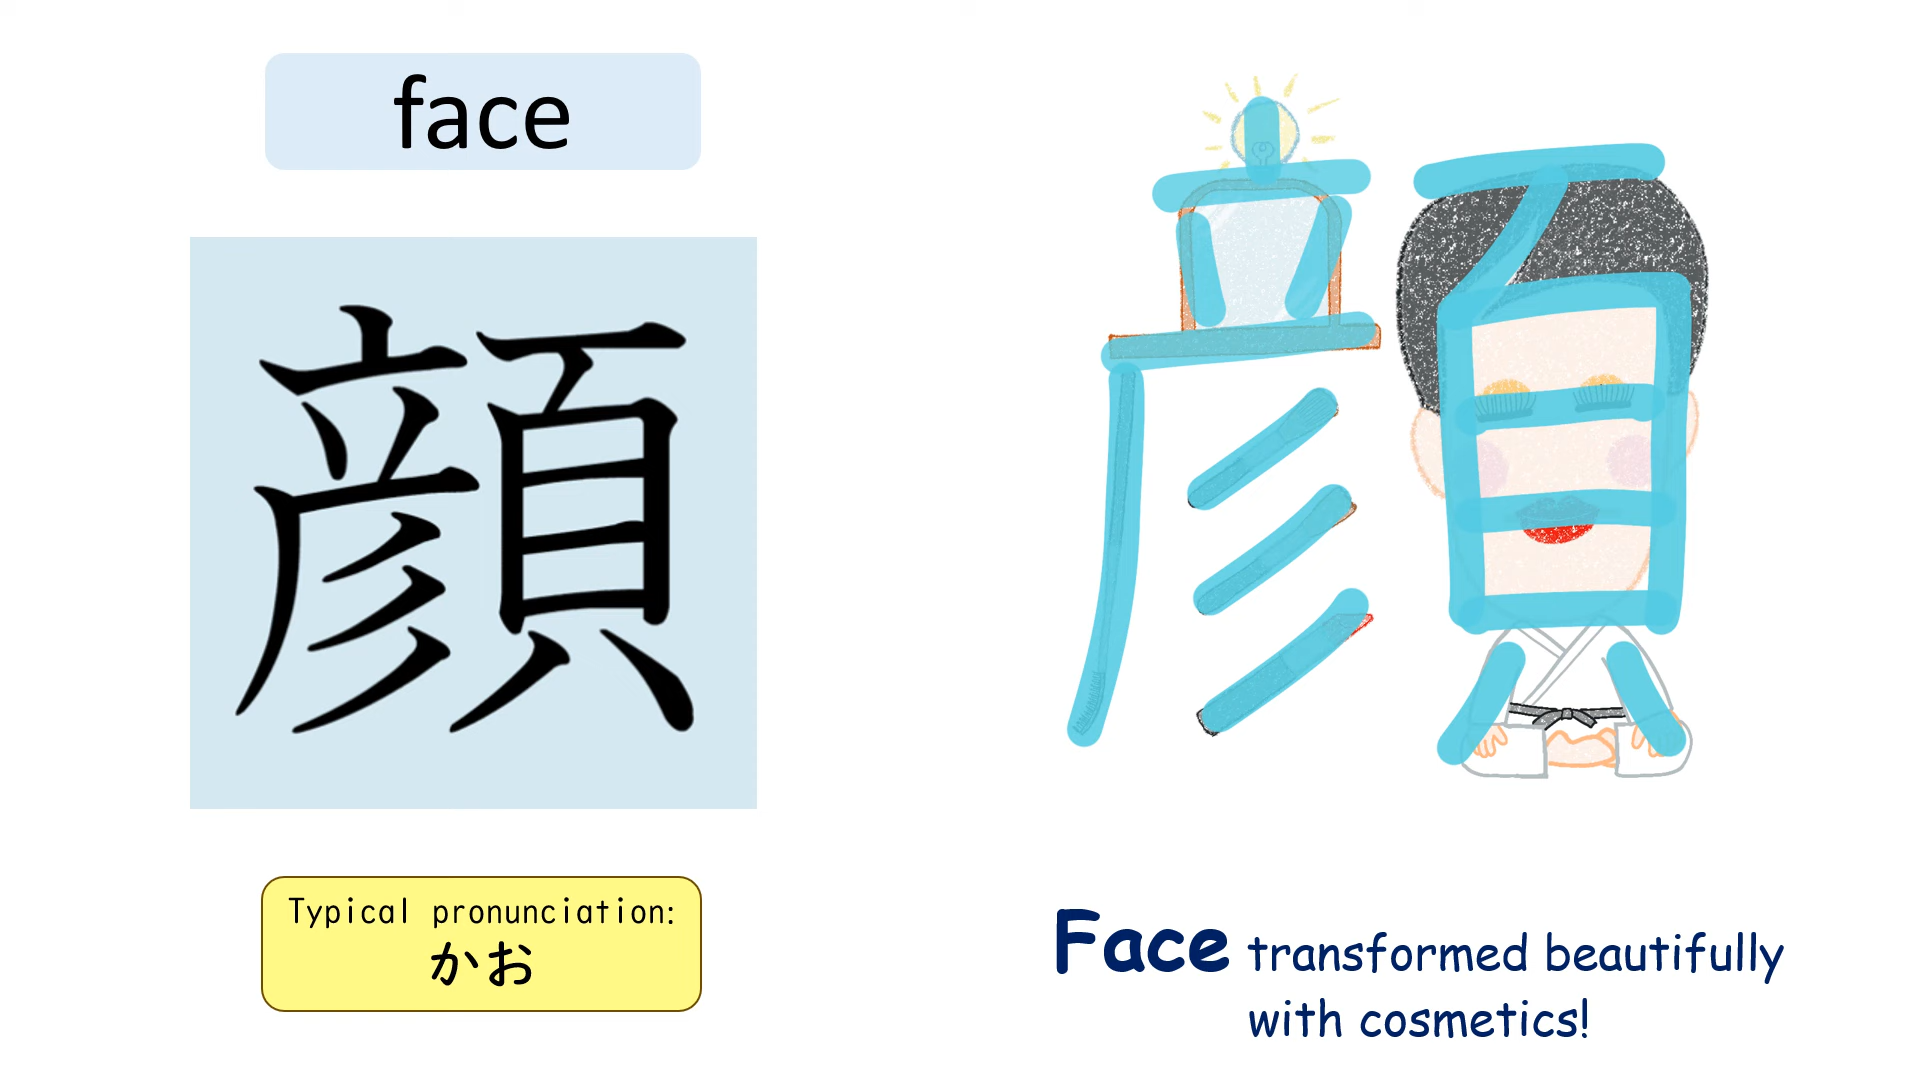 face
顔
Typical pronunciation:
かお
Face transformed beautifully
with cosmetics!